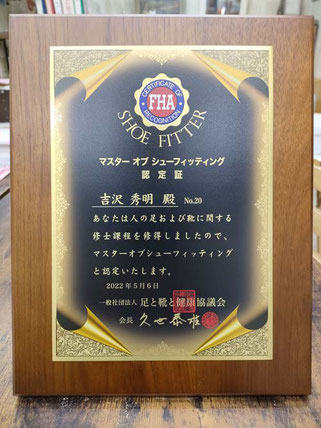 CERTIFICATE OF
FHA
RECOGNITION
SHOE FITTER
マスター オブ シューフィッティング
認定証
吉沢 秀明 殿 No.20
あなたは人の足および靴に関する
修士課程を修得しましたので、
マスターオブシューフィッティング
と認定いたします。
2022年5月6日
一般社団法人 足と靴と健康協議会
会長 久世泰雄